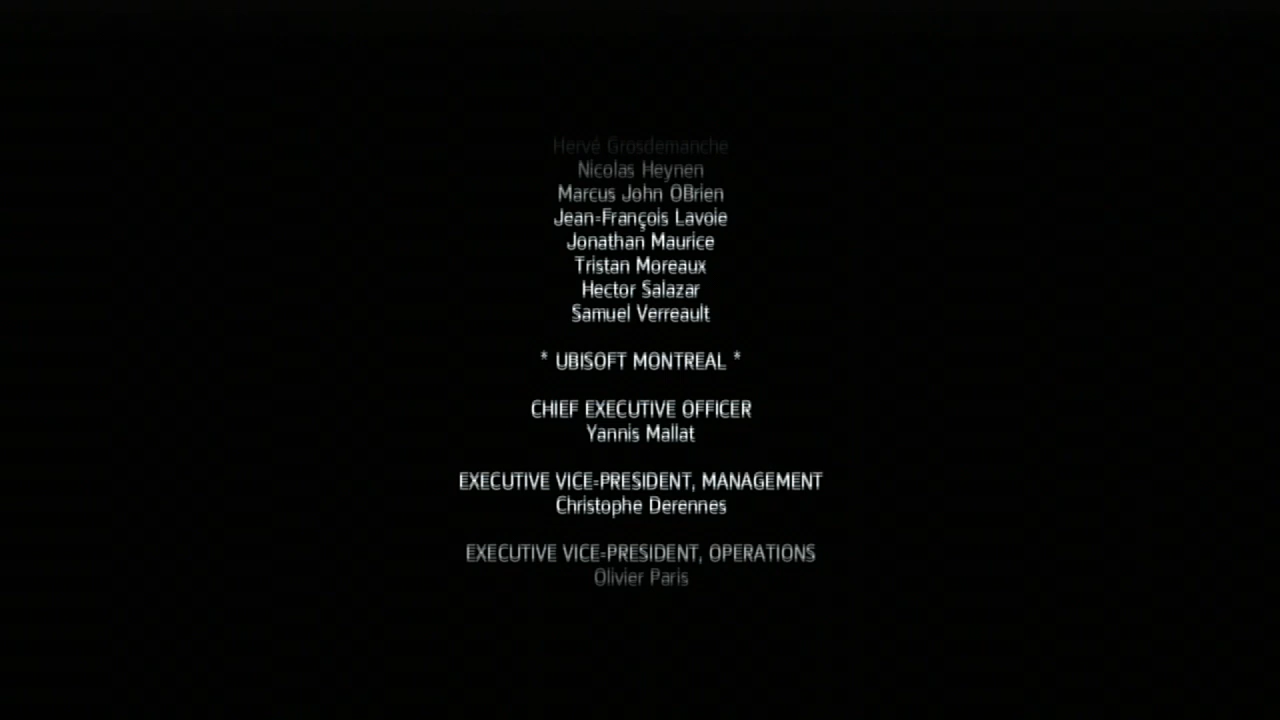 Hervé Grosdemanche
Nicolas Heynen
Marcus John OBrien
Jean-François Lavoie
Jonathan Maurice
Tristan Moreaux
Hector Salazar
Samuel Verreault
* UBISOFT MONTREAL *
CHIEF EXECUTIVE OFFICER
Yannis Mallat
EXECUTIVE VICE-PRESIDENT, MANAGEMENT
Christophe Derennes
EXECUTIVE VICE-PRESIDENT, OPERATIONS
Olivier Paris